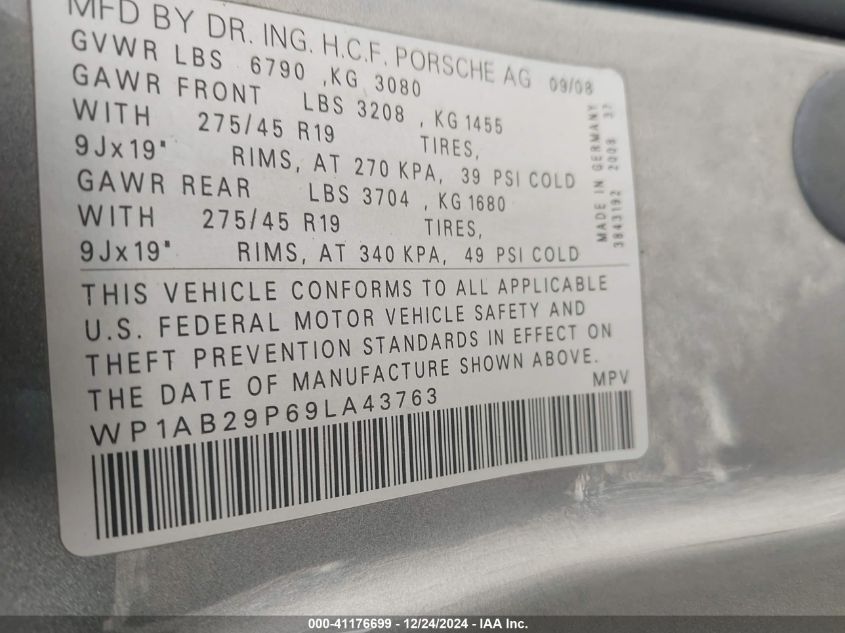 MFD BY DR. ING. H.C.F. PORSCHE AG 09/08
GVWR LBS 6790 , KG 3080
GAWR FRONT LBS 3208 , KG 1455
WITH 275/45 R19 TIRES,
9Jx19" RIMS, AT 270 KPA, 39 PSI COLD
GAWR REAR LBS 3704 , KG 1680
WITH 275/45 R19 TIRES,
9Jx19" RIMS, AT 340 KPA, 49 PSI COLD
MADE IN GERMANY
3843192 2008 37
THIS VEHICLE CONFORMS TO ALL APPLICABLE
U.S. FEDERAL MOTOR VEHICLE SAFETY AND
THEFT PREVENTION STANDARDS IN EFFECT ON
THE DATE OF MANUFACTURE SHOWN ABOVE.
WP1AB29P69LA43763 MPV
000-41176699 - 12/24/2024 - IAA Inc.